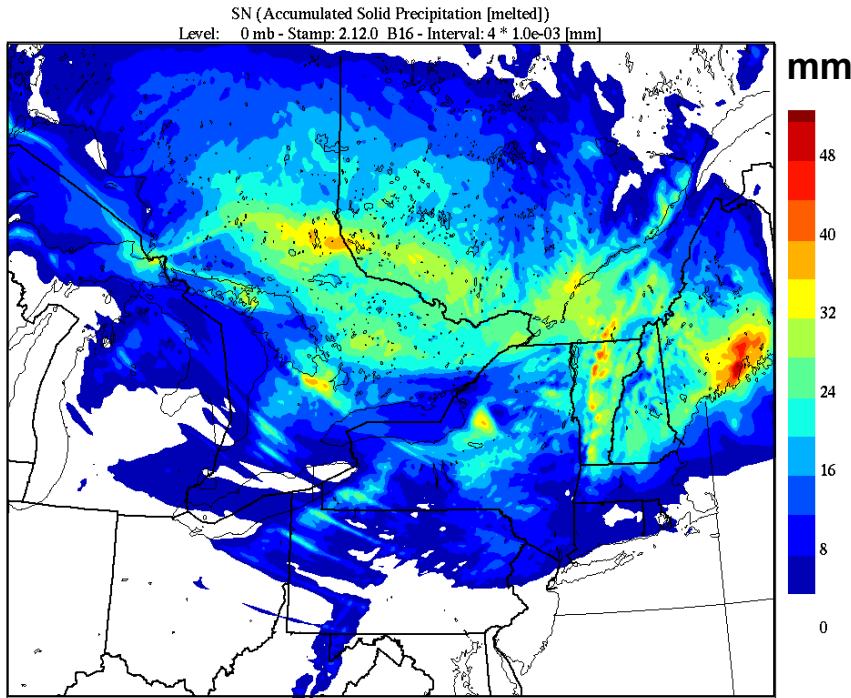 SN (Accumulated Solid Precipitation [melted])
Level: 0 mb - Stamp: 2.12.0 B16 - Interval: 4 * 1.0e-03 [mm]
mm
48
40
32
24
16
8
0